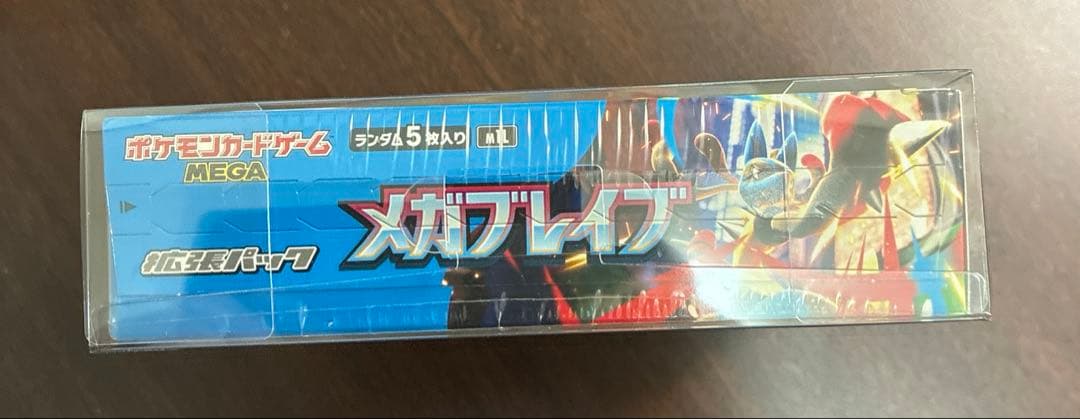 ポケモンカードゲーム
MEGA
ランダム5枚入り M1L
メガブレイブ
拡張パック